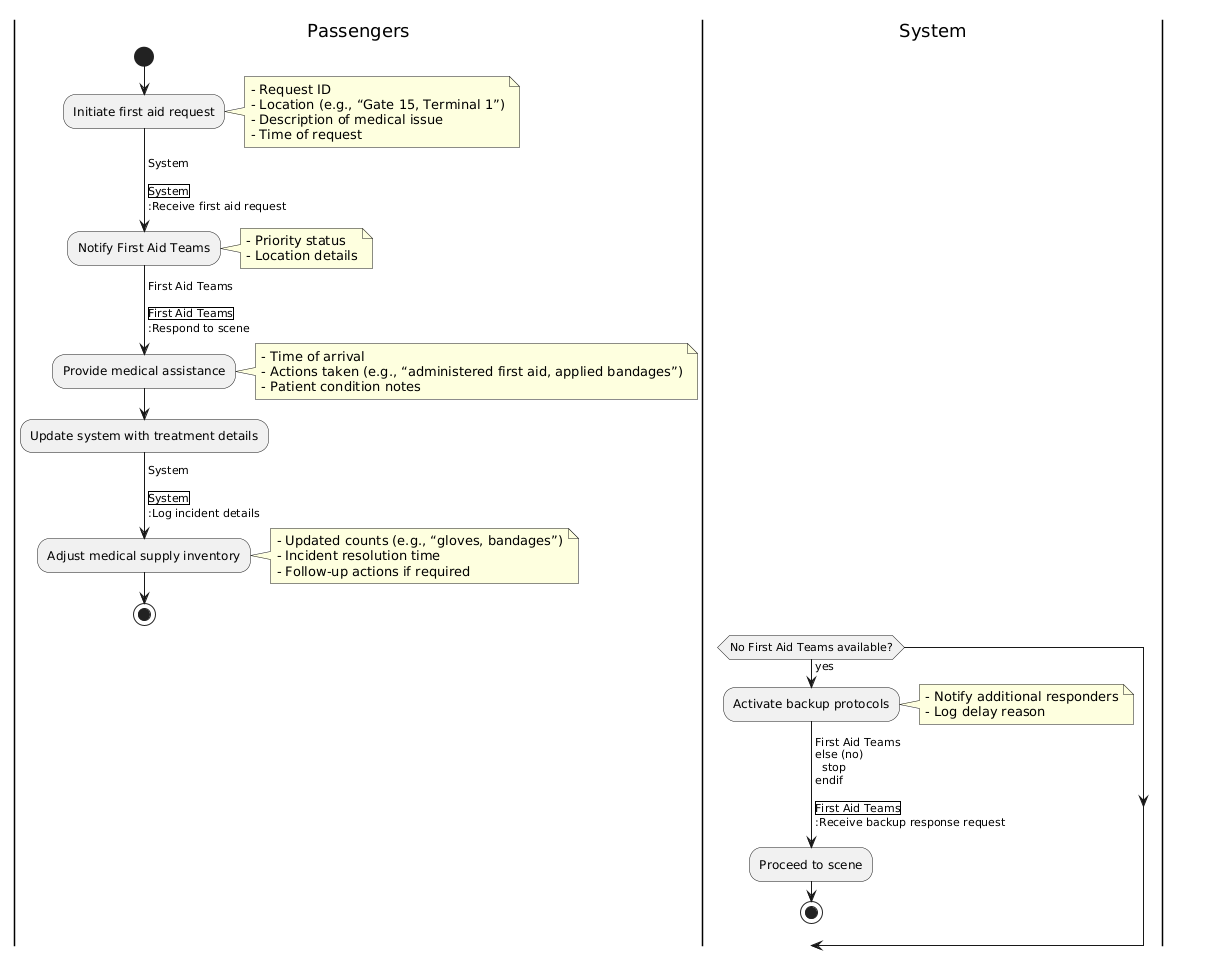 Passengers
System
Initiate first aid request
- Request ID
- Location (e.g., “Gate 15, Terminal 1”)
- Description of medical issue
- Time of request
System
System
:Receive first aid request
Notify First Aid Teams
- Priority status
- Location details
First Aid Teams
First Aid Teams
:Respond to scene
Provide medical assistance
- Time of arrival
- Actions taken (e.g., “administered first aid, applied bandages”)
- Patient condition notes
Update system with treatment details
System
System
:Log incident details
Adjust medical supply inventory
- Updated counts (e.g., “gloves, bandages”)
- Incident resolution time
- Follow-up actions if required
No First Aid Teams available?
yes
Activate backup protocols
- Notify additional responders
- Log delay reason
First Aid Teams
else (no)
stop
endif
First Aid Teams
:Receive backup response request
Proceed to scene